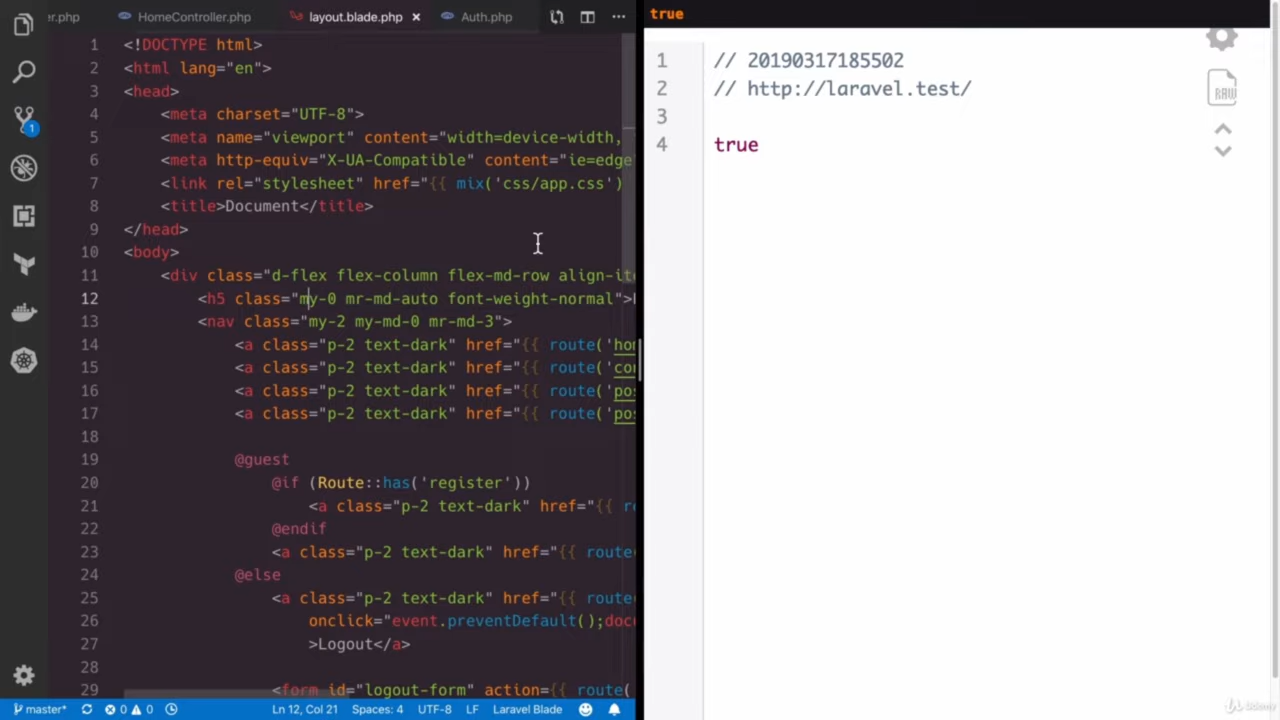 er.php HomeController.php layout.blade.php × Auth.php ...
1 <!DOCTYPE html>
2 <html lang="en">
3 <head>
4 <meta charset="UTF-8">
5 <meta name="viewport" content="width=device-width,
6 <meta http-equiv="X-UA-Compatible" content="ie=edge"
7 <link rel="stylesheet" href="{{ mix('css/app.css')
8 <title>Document</title>
9 </head>
10 <body>
11 <div class="d-flex flex-column flex-md-row align-ite
12 <h5 class="my-0 mr-md-auto font-weight-normal">
13 <nav class="my-2 my-md-0 mr-md-3">
14 <a class="p-2 text-dark" href="{{ route('hom
15 <a class="p-2 text-dark" href="{{ route('co
16 <a class="p-2 text-dark" href="{{ route('pos
17 <a class="p-2 text-dark" href="{{ route('pos
18
19 @guest
20 @if (Route::has('register'))
21 <a class="p-2 text-dark" href="{{ r
22 @endif
23 <a class="p-2 text-dark" href="{{ route
24 @else
25 <a class="p-2 text-dark" href="{{ route
26 onclick="event.preventDefault();doc
27 >Logout</a>
28
29 <form id="logout-form" action={{ route(
1
master* 0 0 Ln 12, Col 21 Spaces: 4 UTF-8 LF Laravel Blade
true
1 // 20190317185502
2 // http://laravel.test/
3
4 true
RAW
Udemy